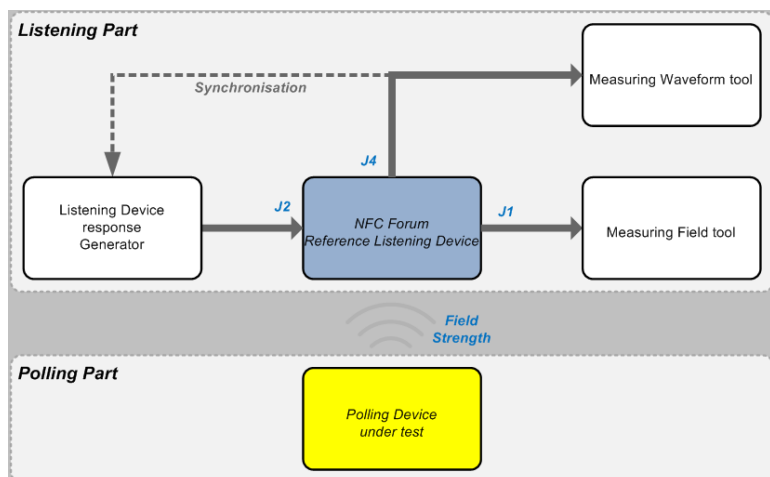 Listening Part
Measuring Waveform tool
Synchronisation
J4
Listening Device
response
Generator
J2
NFC Forum
Reference Listening Device
J1
Measuring Field tool
Field
Strength
Polling Part
Polling Device
under test